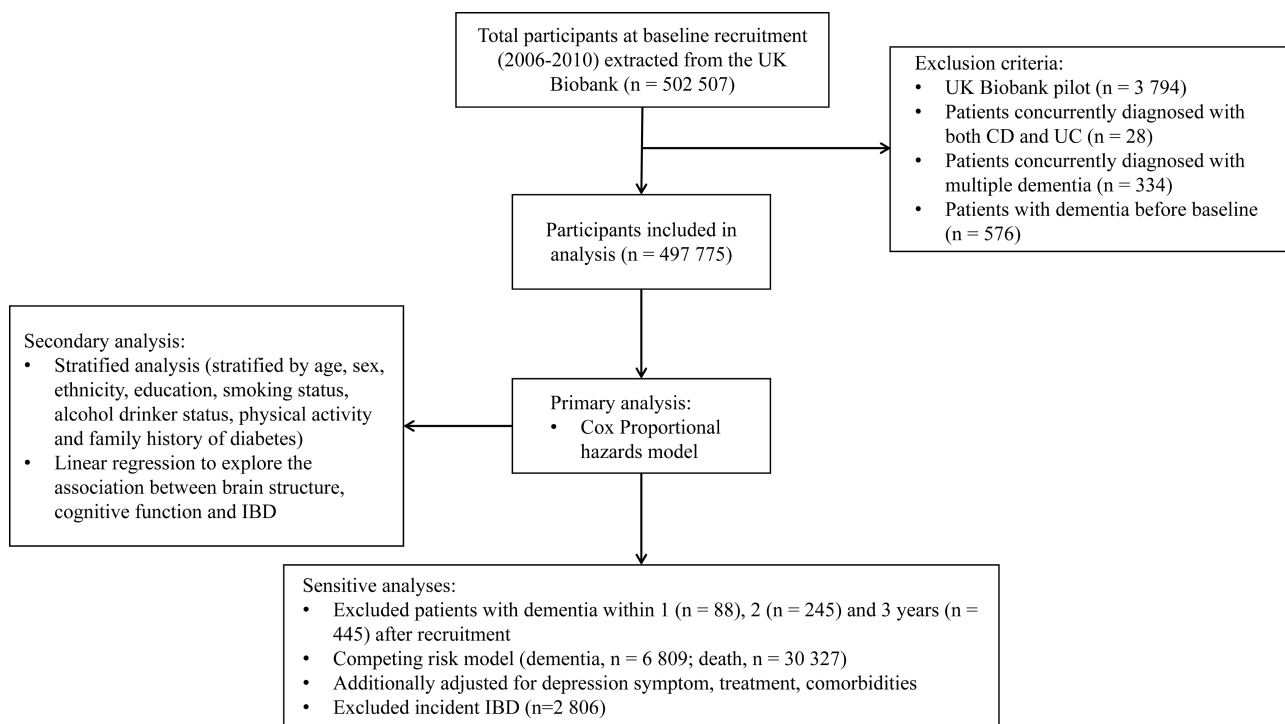 Total participants at baseline recruitment
(2006-2010) extracted from the UK
Biobank (n = 502 507)
Exclusion criteria:
• UK Biobank pilot (n = 3 794)
• Patients concurrently diagnosed with
both CD and UC (n = 28)
• Patients concurrently diagnosed with
multiple dementia (n = 334)
• Patients with dementia before baseline
(n = 576)
Participants included in
analysis (n = 497 775)
Secondary analysis:
• Stratified analysis (stratified by age, sex,
ethnicity, education, smoking status,
alcohol drinker status, physical activity
and family history of diabetes)
• Linear regression to explore the
association between brain structure,
cognitive function and IBD
Primary analysis:
• Cox Proportional
hazards model
Sensitive analyses:
• Excluded patients with dementia within 1 (n = 88), 2 (n = 245) and 3 years (n =
445) after recruitment
• Competing risk model (dementia, n = 6 809; death, n = 30 327)
• Additionally adjusted for depression symptom, treatment, comorbidities
• Excluded incident IBD (n=2 806)